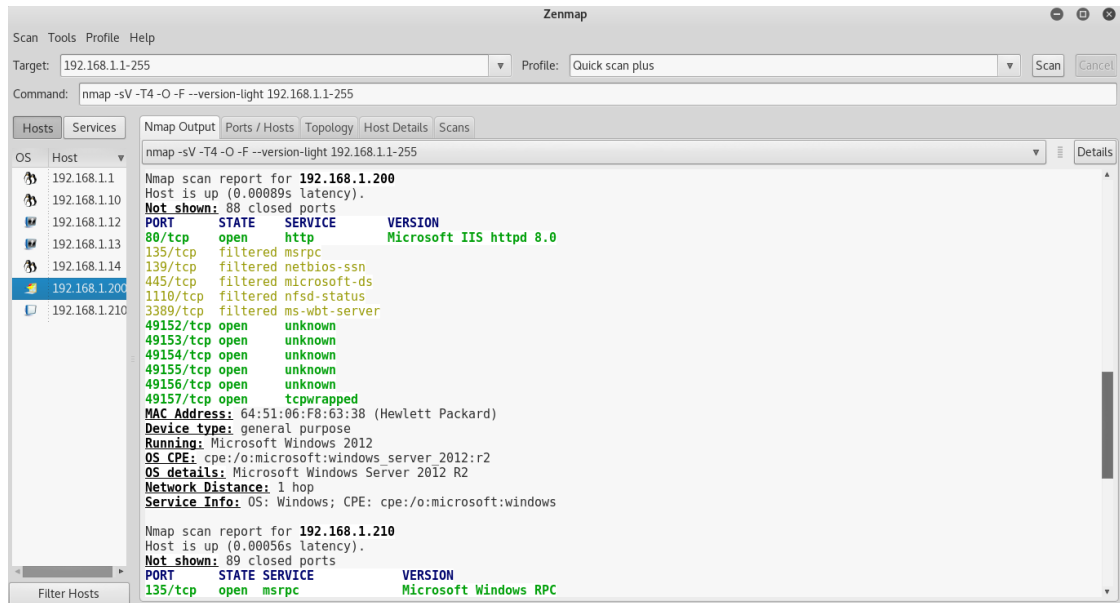 Zenmap
Scan Tools Profile Help
Target: 192.168.1.1-255 Profile: Quick scan plus Scan Cancel
Command: nmap -sV -T4 -O -F --version-light 192.168.1.1-255
Hosts Services Nmap Output Ports / Hosts Topology Host Details Scans
OS Host
nmap -sV -T4 -O -F --version-light 192.168.1.1-255 Details
192.168.1.1
192.168.1.10
192.168.1.12
192.168.1.13
192.168.1.14
192.168.1.200
192.168.1.210
Filter Hosts
Nmap scan report for 192.168.1.200
Host is up (0.00089s latency).
Not shown: 88 closed ports
PORT STATE SERVICE VERSION
80/tcp open http Microsoft IIS httpd 8.0
135/tcp filtered msrpc
139/tcp filtered netbios-ssn
445/tcp filtered microsoft-ds
1110/tcp filtered nfsd-status
3389/tcp filtered ms-wbt-server
49152/tcp open unknown
49153/tcp open unknown
49154/tcp open unknown
49155/tcp open unknown
49156/tcp open unknown
49157/tcp open tcpwrapped
MAC Address: 64:51:06:F8:63:38 (Hewlett Packard)
Device type: general purpose
Running: Microsoft Windows 2012
OS CPE: cpe:/o:microsoft:windows_server_2012:r2
OS details: Microsoft Windows Server 2012 R2
Network Distance: 1 hop
Service Info: OS: Windows; CPE: cpe:/o:microsoft:windows
Nmap scan report for 192.168.1.210
Host is up (0.00056s latency).
Not shown: 89 closed ports
PORT STATE SERVICE VERSION
135/tcp open msrpc Microsoft Windows RPC